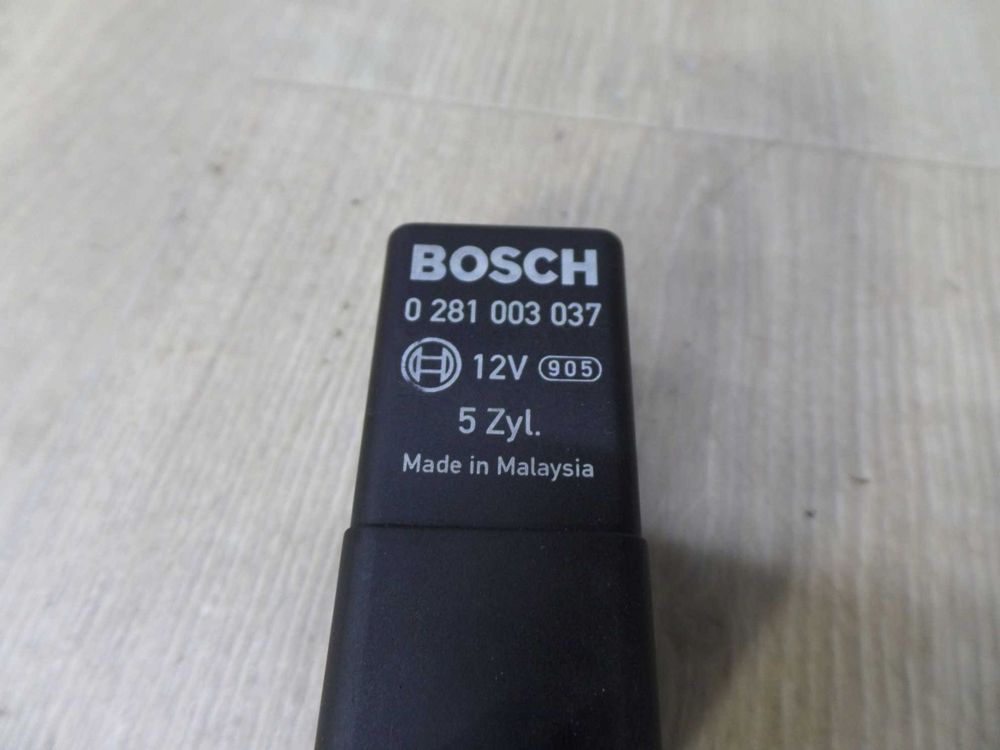 BOSCH
0 281 003 037
12V 905
5 Zyl.
Made in Malaysia